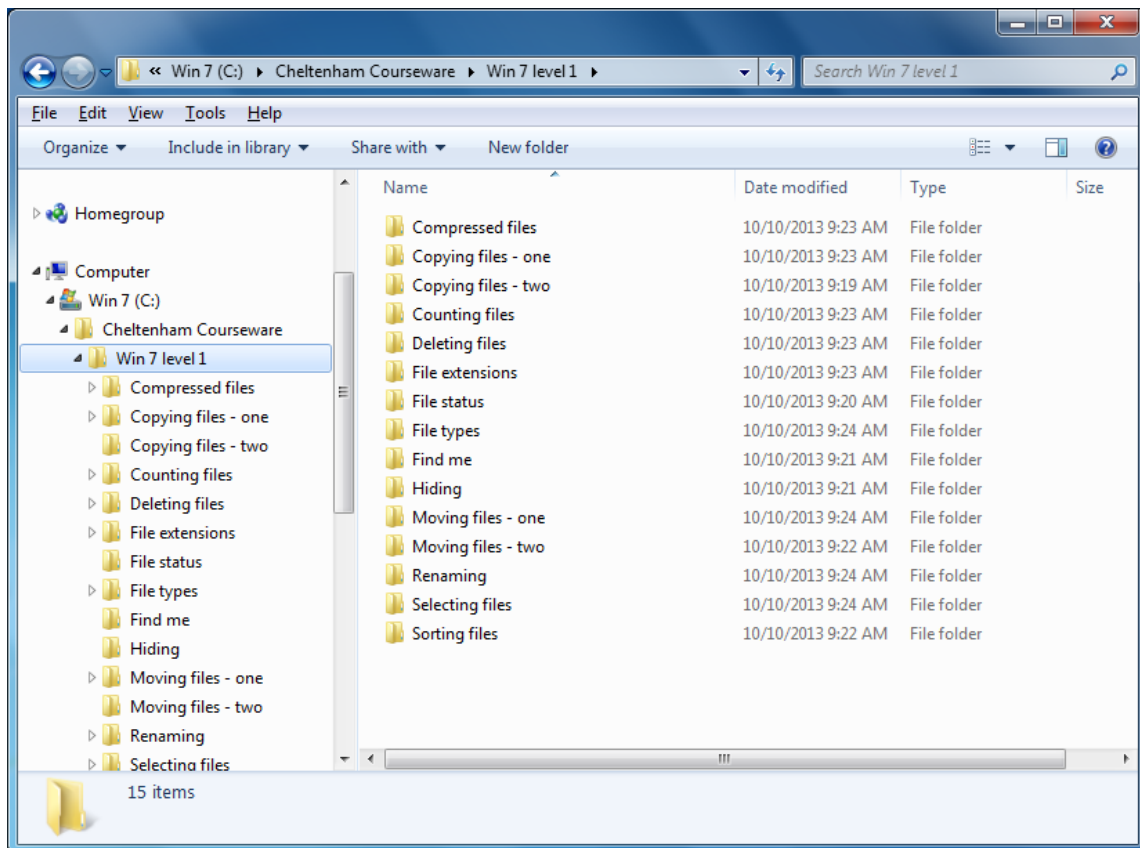 « Win 7 (C:) Cheltenham Courseware Win 7 level 1 Search Win 7 level 1
File Edit View Tools Help
Organize Include in library Share with New folder
Homegroup
Computer
Win 7 (C:)
Cheltenham Courseware
Win 7 level 1
Compressed files
Copying files - one
Copying files - two
Counting files
Deleting files
File extensions
File status
File types
Find me
Hiding
Moving files - one
Moving files - two
Renaming
Selecting files
Name Date modified Type Size
Compressed files 10/10/2013 9:23 AM File folder
Copying files - one 10/10/2013 9:23 AM File folder
Copying files - two 10/10/2013 9:19 AM File folder
Counting files 10/10/2013 9:23 AM File folder
Deleting files 10/10/2013 9:23 AM File folder
File extensions 10/10/2013 9:23 AM File folder
File status 10/10/2013 9:20 AM File folder
File types 10/10/2013 9:24 AM File folder
Find me 10/10/2013 9:21 AM File folder
Hiding 10/10/2013 9:21 AM File folder
Moving files - one 10/10/2013 9:24 AM File folder
Moving files - two 10/10/2013 9:22 AM File folder
Renaming 10/10/2013 9:24 AM File folder
Selecting files 10/10/2013 9:24 AM File folder
Sorting files 10/10/2013 9:22 AM File folder
15 items